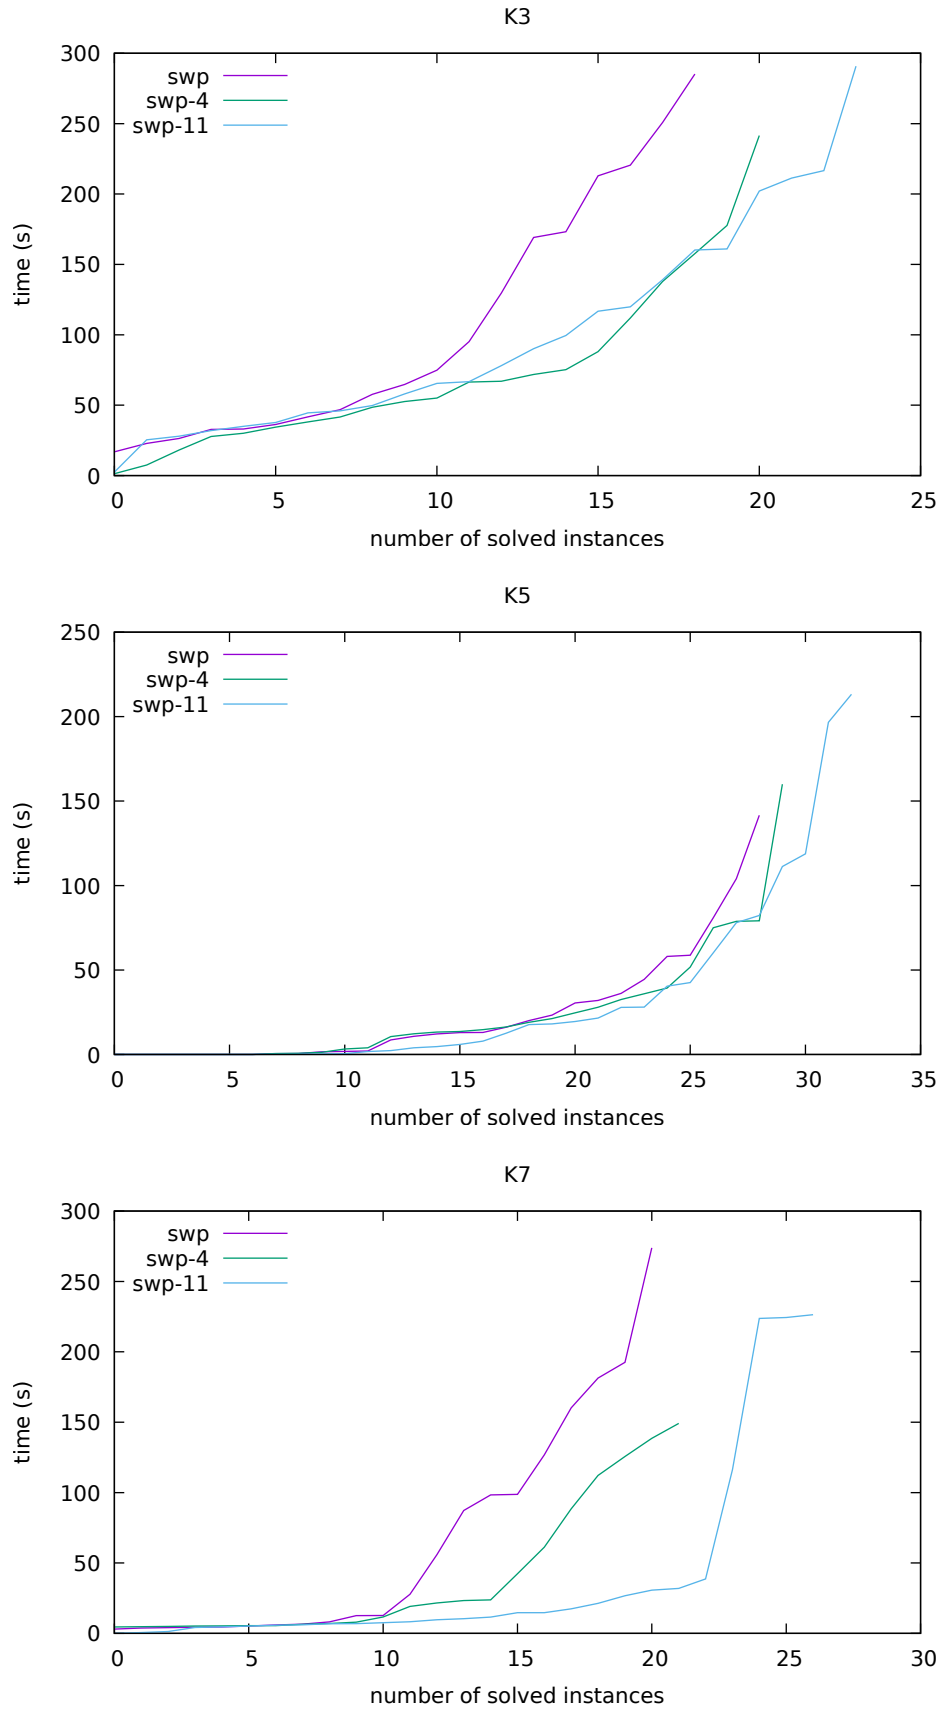 K3
300
250
200
150
100
50
0
time (s)
swp
swp-4
swp-11
0 5 10 15 20 25
number of solved instances
K5
250
200
150
100
50
0
time (s)
swp
swp-4
swp-11
0 5 10 15 20 25 30 35
number of solved instances
K7
300
250
200
150
100
50
0
time (s)
swp
swp-4
swp-11
0 5 10 15 20 25 30
number of solved instances